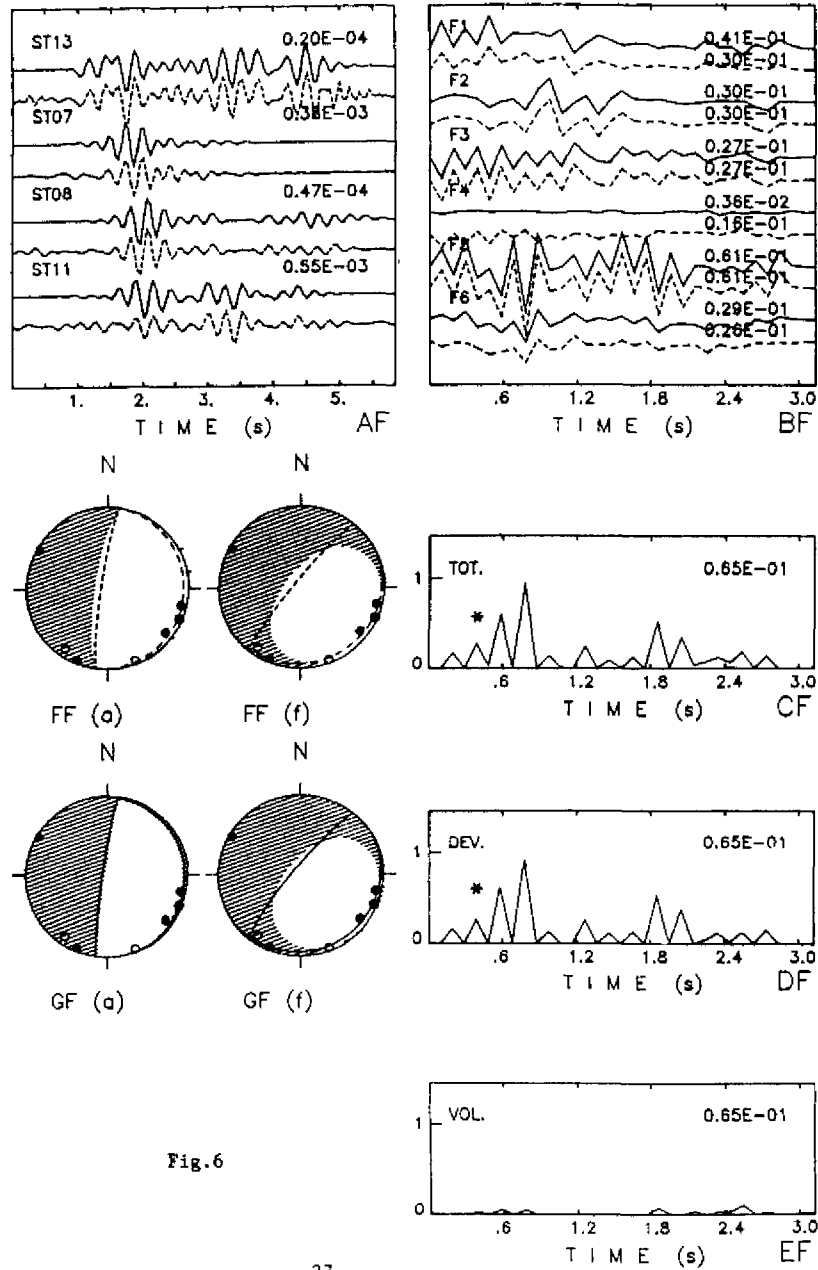 ST13 0.20E-04
ST07 0.38E-03
ST08 0.47E-04
ST11 0.55E-03
1. 2. 3. 4. 5.
TIME (s) AF
F1 0.41E-01
0.30E-01
F2 0.30E-01
0.30E-01
F3 0.27E-01
0.27E-01
F4 0.36E-02
0.16E-01
F5 0.61E-01
0.61E-01
F6 0.29E-01
0.26E-01
.6 1.2 1.8 2.4 3.0
TIME (s) BF
N N
FF (a) FF (f)
N N
GF (a) GF (f)
TOT. 0.65E-01
1
*
0
.6 1.2 1.8 2.4 3.0
TIME (s) CF
DEV. 0.65E-01
1
*
0
.6 1.2 1.8 2.4 3.0
TIME (s) DF
VOL. 0.65E-01
1
0
.6 1.2 1.8 2.4 3.0
TIME (s) EF
Fig.6